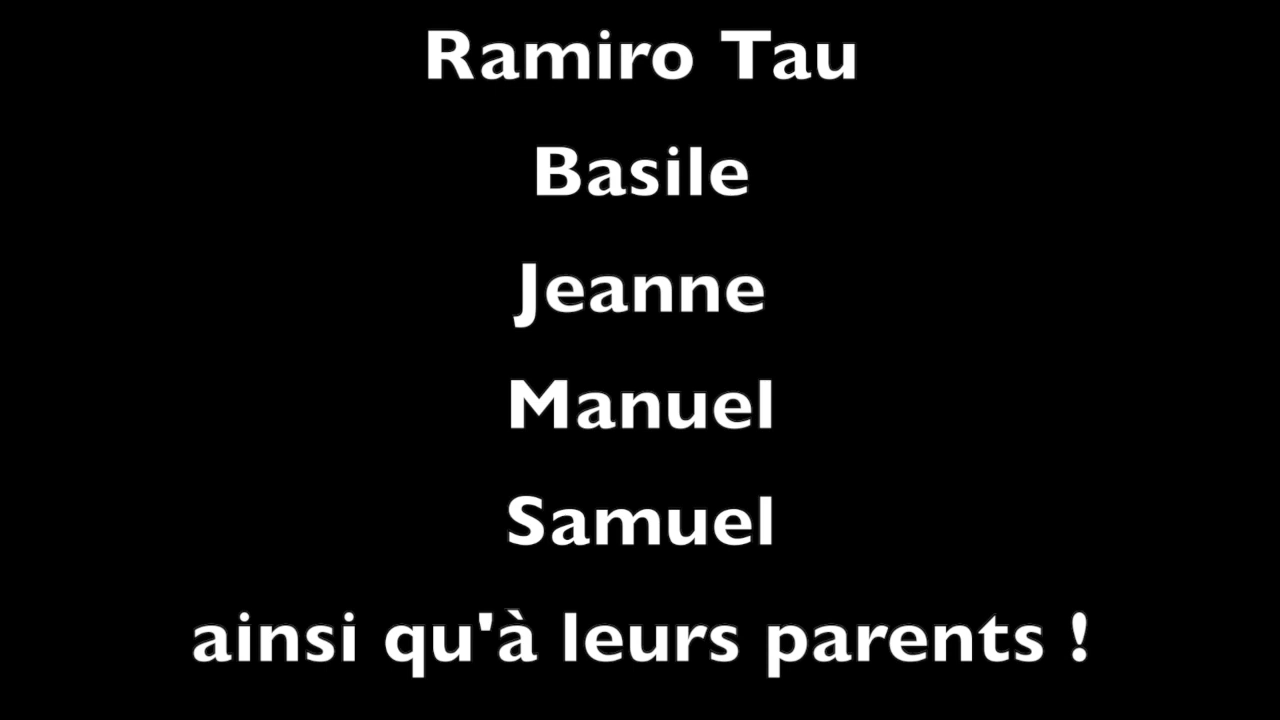 Ramiro Tau
Basile
Jeanne
Manuel
Samuel
ainsi qu'à leurs parents !